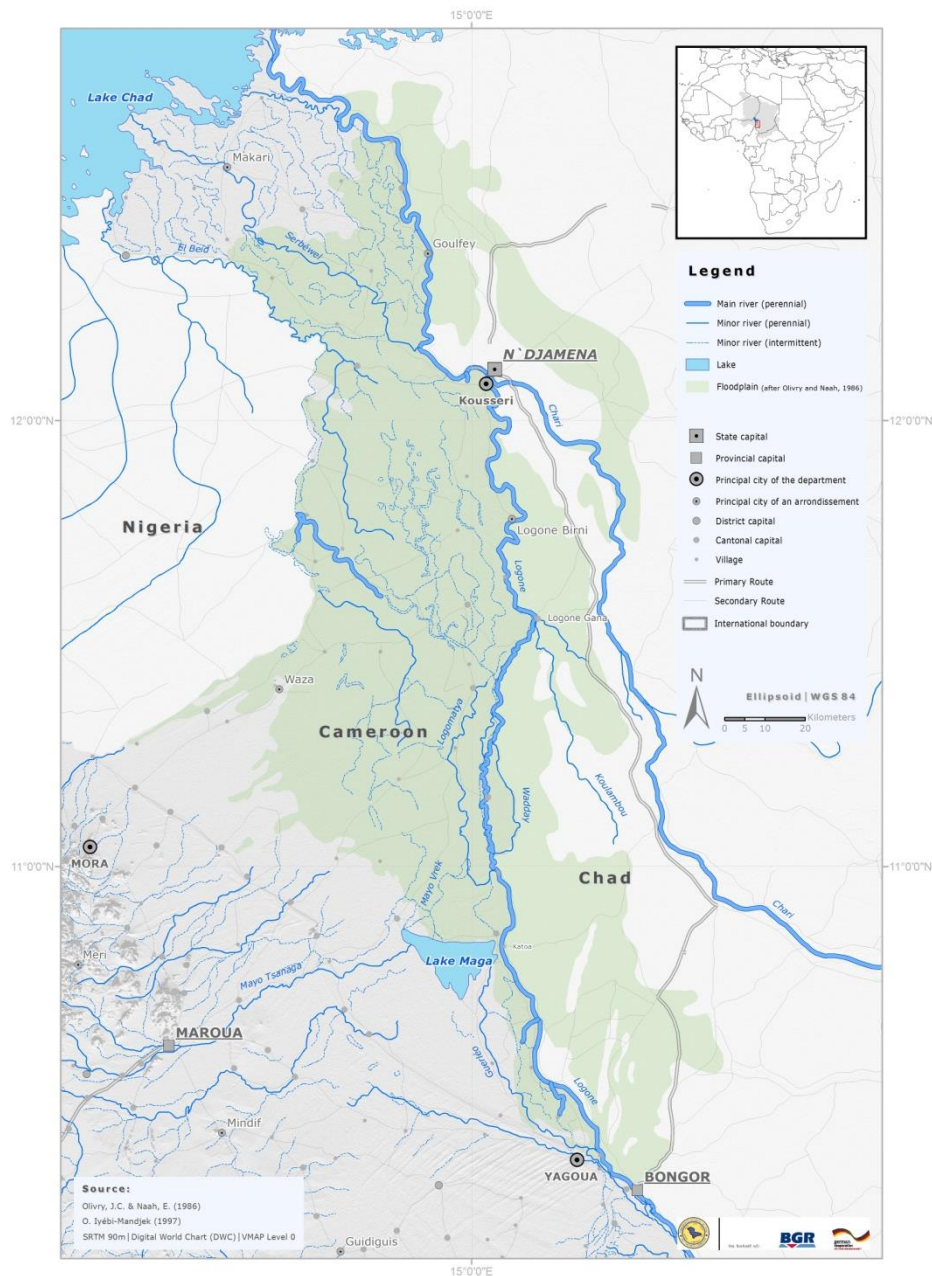 15°0'0"E
Lake Chad
Makari
El Beid
Serbewel
Goulfey
N`DJAMENA
Kousseri
Chari
12°0'0"N
12°0'0"N
Nigeria
Logone Birni
Logone
Logone Gana
Waza
Cameroon
Logomatya
Koulambou
Wadday
MORA
11°0'0"N
11°0'0"N
Chad
Mayo Vrek
Chari
Katoa
Meri
Lake Maga
Mayo Tsanaga
MAROUA
Guerléo
Logone
Mindif
YAGOUA
BONGOR
Guidiguis
Legend
Main river (perennial)
Minor river (perennial)
Minor river (intermittent)
Lake
Floodplain (after Olivry and Naah, 1986)
State capital
Provincial capital
Principal city of the department
Principal city of an arrondissement
District capital
Cantonal capital
Village
Primary Route
Secondary Route
International boundary
N
Ellipsoid | WGS 84
Kilometers
0 5 10 20
Source:
Olivry, J.C. & Naah, E. (1986)
O. Iyébi-Mandjek (1997)
SRTM 90m | Digital World Chart (DWC) | VMAP Level 0
BGR
german
cooperation
15°0'0"E